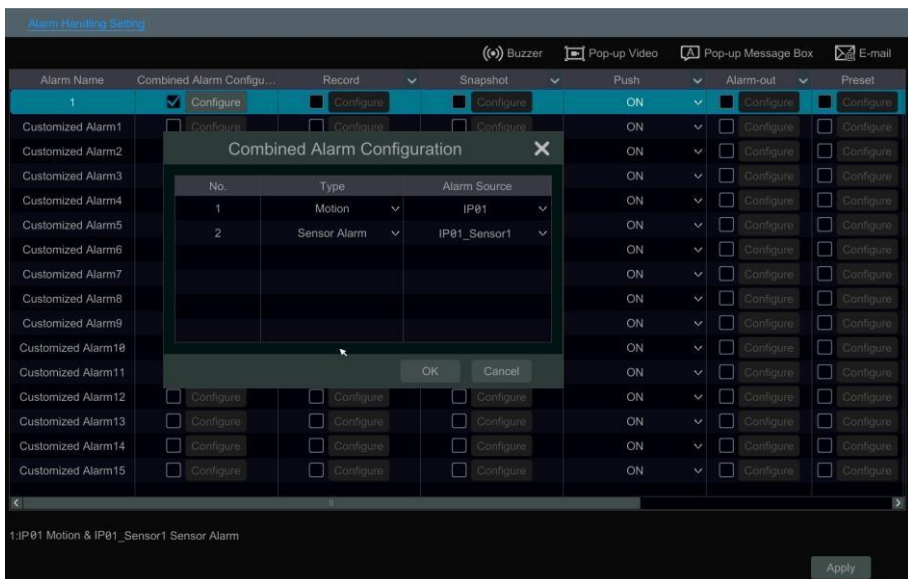 Alarm Handling Setting
Buzzer Pop-up Video Pop-up Message Box E-mail
Alarm Name Combined Alarm Configu... Record Snapshot Push Alarm-out Preset
1 Configure Configure Configure ON Configure Configure
Customized Alarm1 Configure Configure Configure ON Configure Configure
Combined Alarm Configuration
No. Type Alarm Source
1 Motion IP01
2 Sensor Alarm IP01_Sensor1
OK Cancel
Customized Alarm2 ON Configure Configure
Customized Alarm3 ON Configure Configure
Customized Alarm4 ON Configure Configure
Customized Alarm5 ON Configure Configure
Customized Alarm6 ON Configure Configure
Customized Alarm7 ON Configure Configure
Customized Alarm8 ON Configure Configure
Customized Alarm9 ON Configure Configure
Customized Alarm10 ON Configure Configure
Customized Alarm11 ON Configure Configure
Customized Alarm12 Configure Configure Configure ON Configure Configure
Customized Alarm13 Configure Configure Configure ON Configure Configure
Customized Alarm14 Configure Configure Configure ON Configure Configure
Customized Alarm15 Configure Configure Configure ON Configure Configure
1:IP01 Motion & IP01_Sensor1 Sensor Alarm
Apply